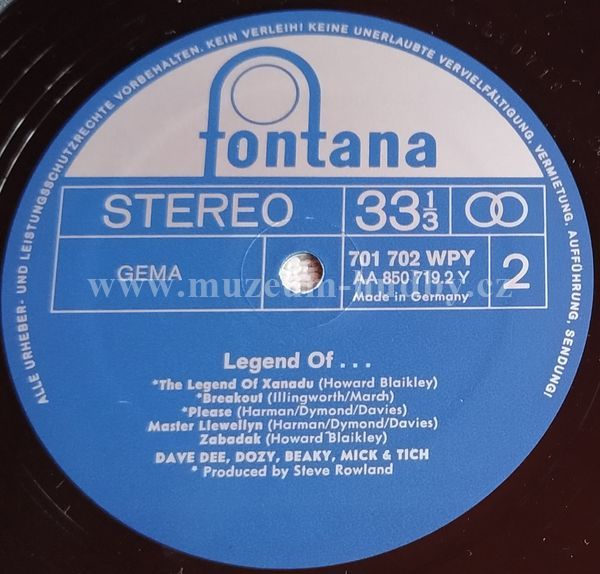 ALLE URHEBER- UND LEISTUNGSSCHUTZRECHTE VORBEHALTEN. KEIN VERLEIH! KEINE UNERLAUBTE VERVIELFÄLTIGUNG, VERMIETUNG, AUFFÜHRUNG, SENDUNG!
fontana
STEREO 33 1/3
GEMA 701 702 WPY 2
AA 850 719.2 Y
Made in Germany
www.muzeum-hudby.cz
Legend Of . . .
*The Legend Of Xanadu (Howard Blaikley)
*Breakout (Illingworth/March)
*Please (Harman/Dymond/Davies)
Master Llewellyn (Harman/Dymond/Davies)
Zabadak (Howard Blaikley)
DAVE DEE, DOZY, BEAKY, MICK & TICH
* Produced by Steve Rowland